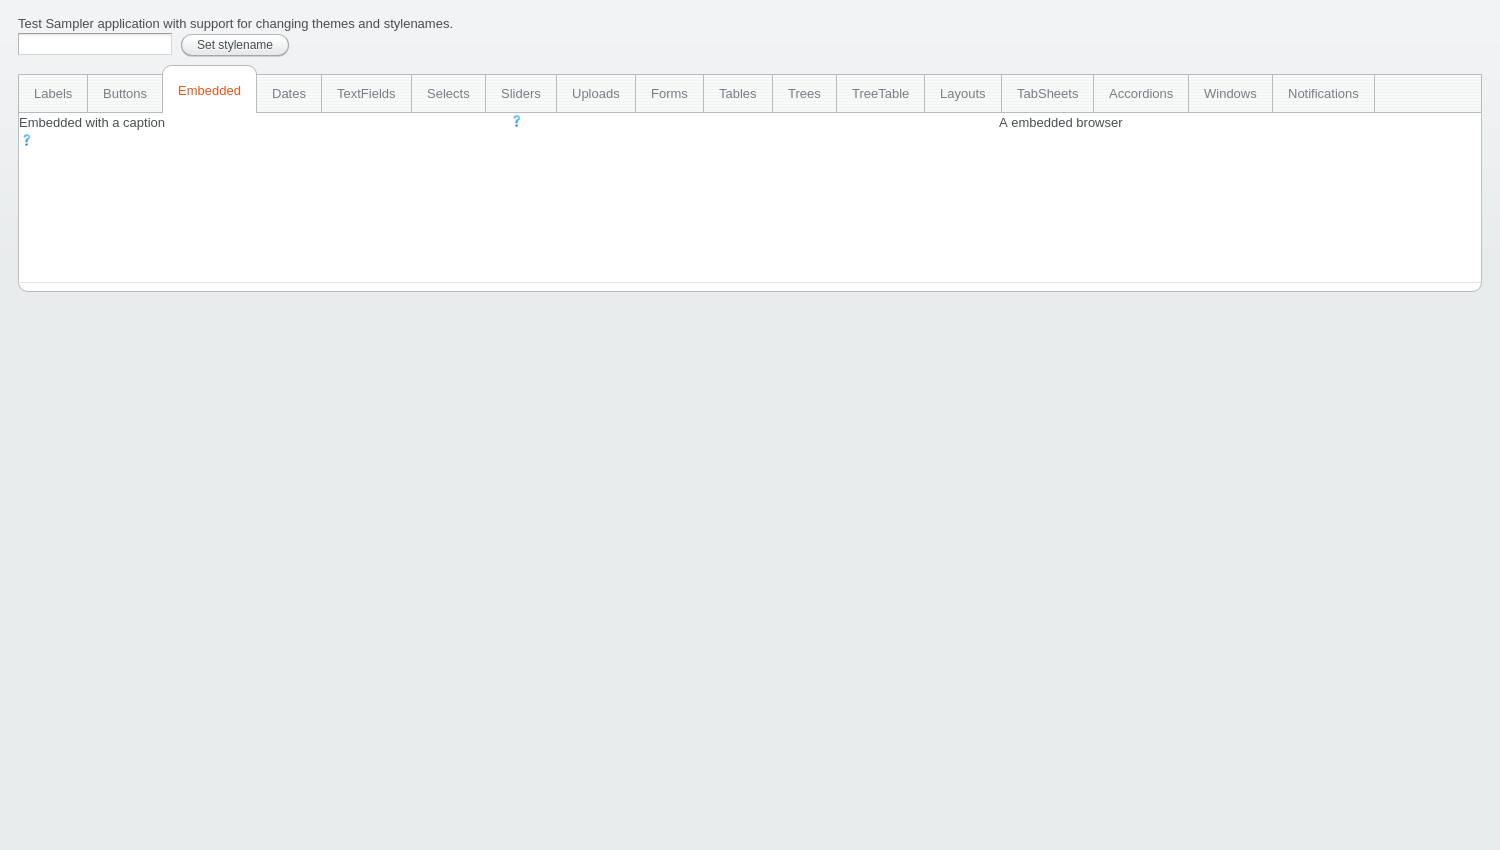 Test Sampler application with support for changing themes and stylenames.
Set stylename
Labels Buttons Embedded Dates TextFields Selects Sliders Uploads Forms Tables Trees TreeTable Layouts TabSheets Accordions Windows Notifications
Embedded with a caption ? A embedded browser
?